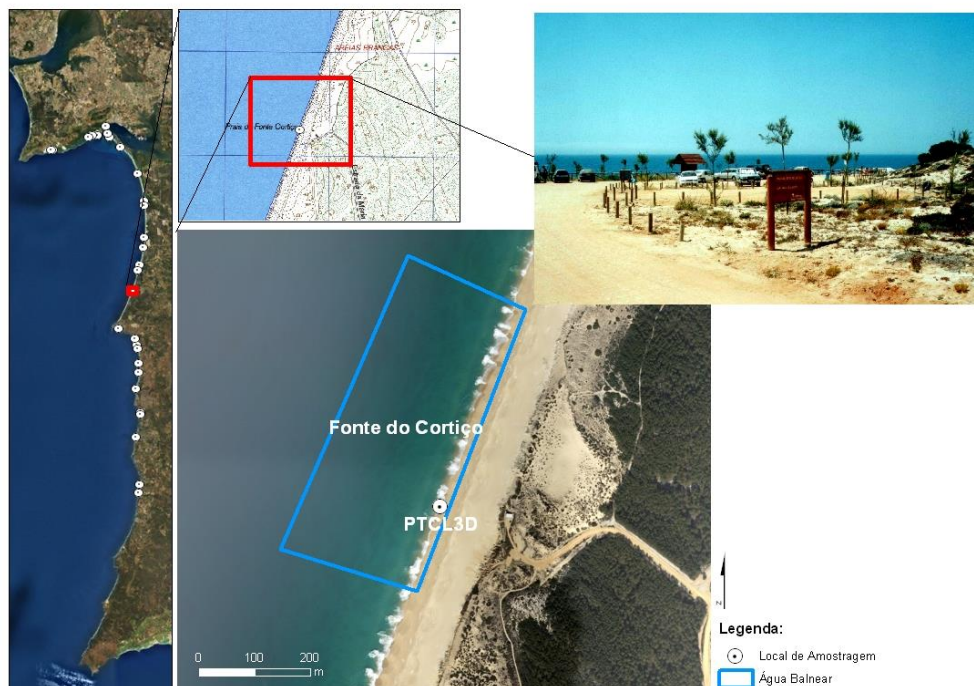 AREIAS BRANCAS
Praia da Fonte Cortiço
Fonte do Cortiço
PTCL3D
0 100 200
m
N
Legenda:
Local de Amostragem
Água Balnear